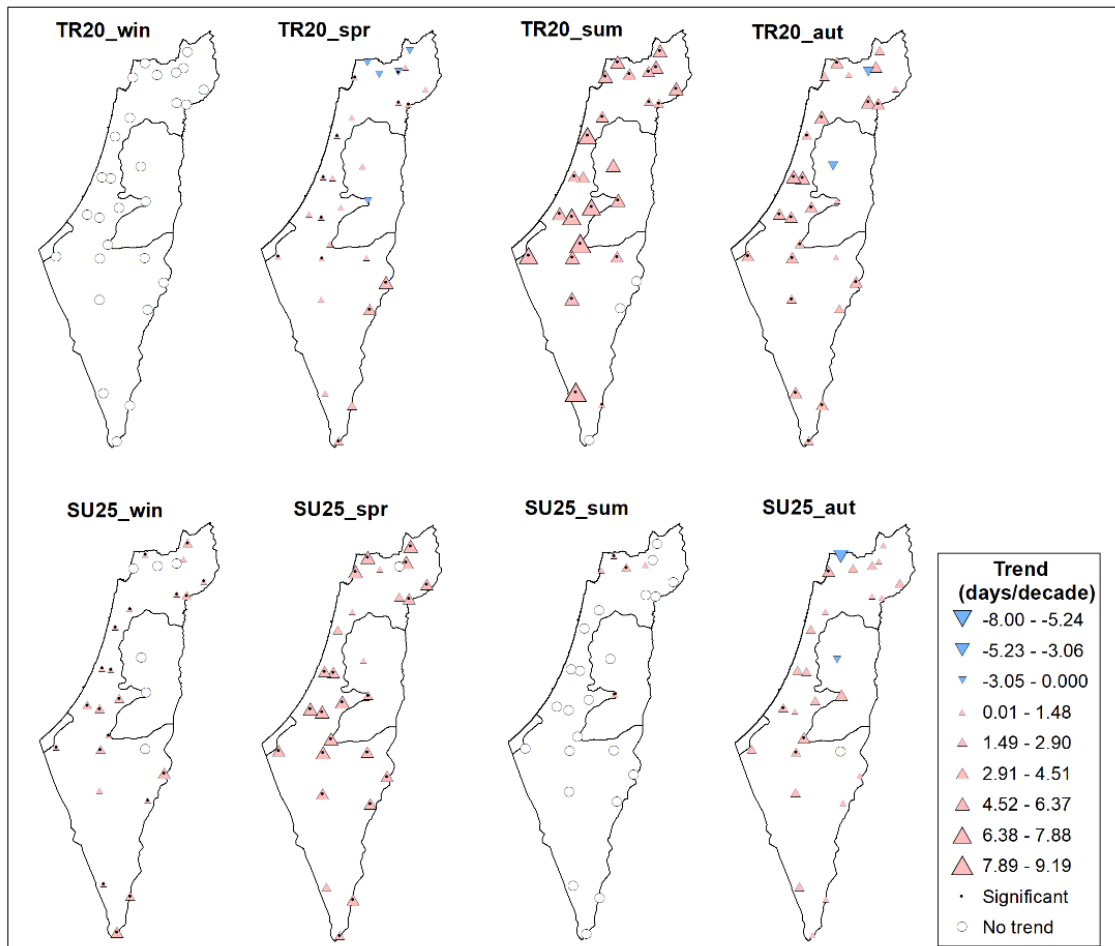 TR20_win
TR20_spr
TR20_sum
TR20_aut
SU25_win
SU25_spr
SU25_sum
SU25_aut
Trend
(days/decade)
-8.00 - -5.24
-5.23 - -3.06
-3.05 - 0.000
0.01 - 1.48
1.49 - 2.90
2.91 - 4.51
4.52 - 6.37
6.38 - 7.88
7.89 - 9.19
Significant
No trend